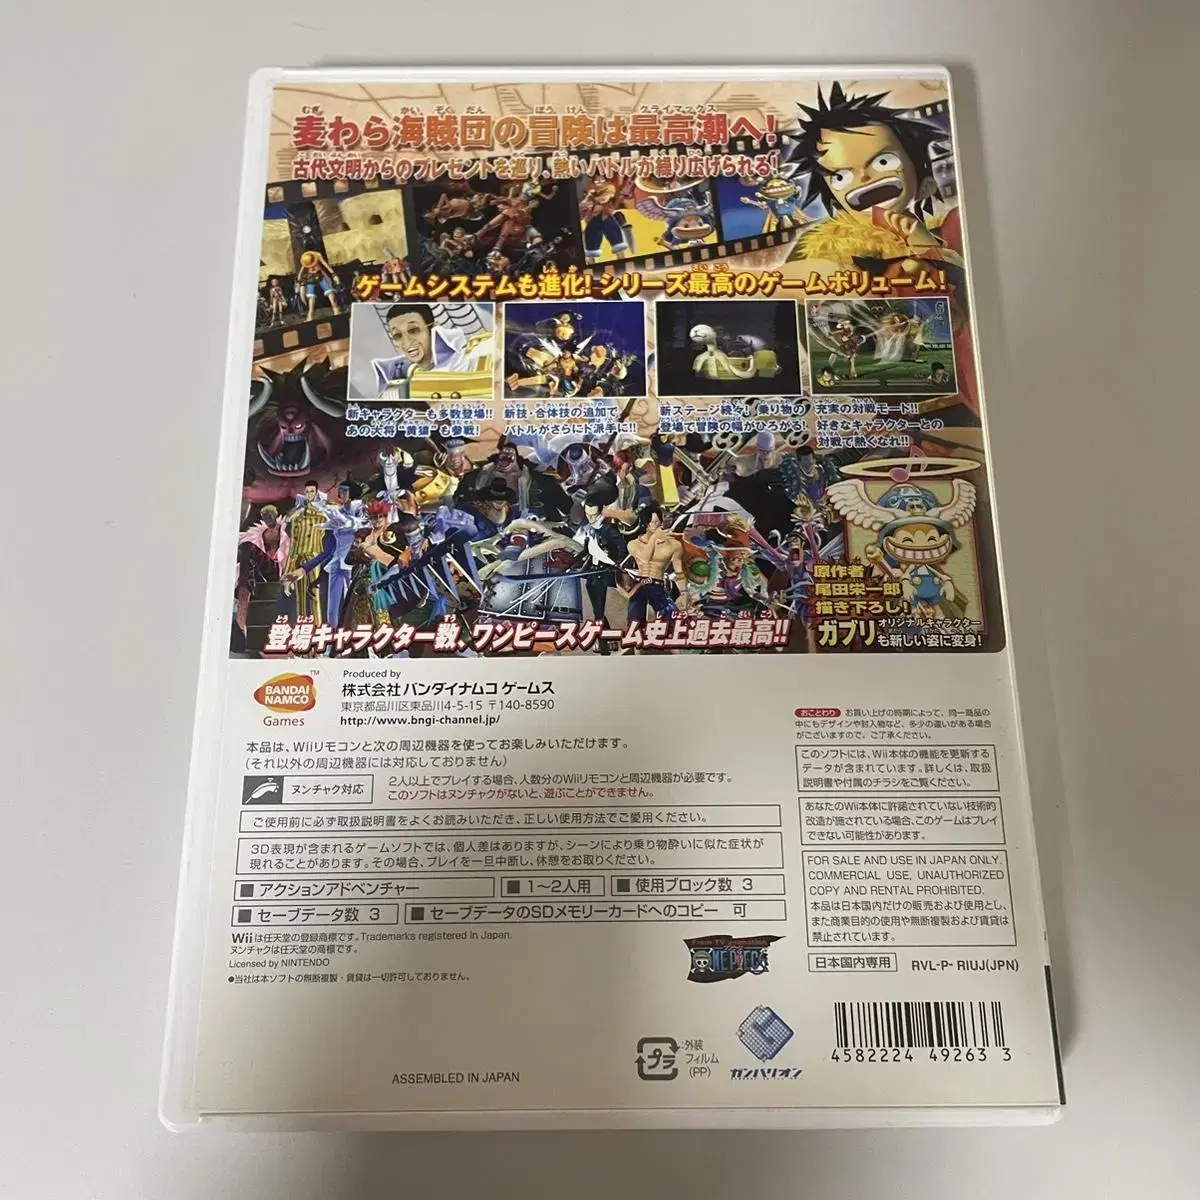 麦わら海賊団の冒険は最高潮へ!
古代文明からのプレゼントを巡り、熱いバトルが繰り広げられる!
ゲームシステムも進化! シリーズ最高のゲームボリューム!
新キャラクターも多数登場!!
あの大将“黄猿”も参戦!
新技・合体技の追加で
バトルがさらにド派手に!!
新ステージ続々! 乗り物の
登場で冒険の幅がひろがる!
充実の対戦モード!!
好きなキャラクターとの
対戦で熱くなれ!!
原作者
尾田栄一郎
描き下ろし!
ガブリ オリジナルキャラクター
も新しい姿に変身!
登場キャラクター数、ワンピースゲーム史上過去最高!!
BANDAI
NAMCO
Games
TM
Produced by
株式会社 バンダイナムコ ゲームス
東京都品川区東品川4-5-15 〒140-8590
http://www.bngi-channel.jp/
本品は、Wiiリモコンと次の周辺機器を使ってお楽しみいただけます。
(それ以外の周辺機器には対応しておりません)
ヌンチャク対応
2人以上でプレイする場合、人数分のWiiリモコンと周辺機器が必要です。
このソフトはヌンチャクがないと、遊ぶことができません。
ご使用前に必ず取扱説明書をよくお読みいただき、正しい使用方法でご愛用ください。
3D表示が含まれるゲームソフトでは、個人差はありますが、シーンにより乗り物酔いに似た症状が
現れることがあります。その場合、プレイを一旦中断し、休憩をお取りください。
■アクションアドベンチャー
■1〜2人用
■使用ブロック数 3
■セーブデータ数 3
■セーブデータのSDメモリーカードへのコピー 可
Wiiは任天堂の登録商標です。Trademarks registered in Japan.
ヌンチャクは任天堂の商標です。
Licensed by NINTENDO
●当社は本ソフトの無断複製・賃貸は一切許可しておりません。
おことわり お買い上げの時期によって、同一商品の
中にもデザインや封入物など、多少の違いがある場合
がございますので、ご了承ください。
このソフトには、Wii本体の機能を更新する
データが含まれています。詳しくは、取扱
説明書や付属のチラシをご覧ください。
あなたのWii本体に許諾されていない技術的
改造が施されている場合、このゲームはプレイ
できない可能性があります。
FOR SALE AND USE IN JAPAN ONLY.
COMMERCIAL USE, UNAUTHORIZED
COPY AND RENTAL PROHIBITED.
本品は日本国内だけの販売および使用とし、
また商業目的の使用や無断複製および賃貸は
禁止されています。
日本国内専用
RVL-P- RIUJ(JPN)
From TV animation
ONE PIECE
プラ
:外装
フィルム
(PP)
ガンバリオン
4582224 49263 3
ASSEMBLED IN JAPAN